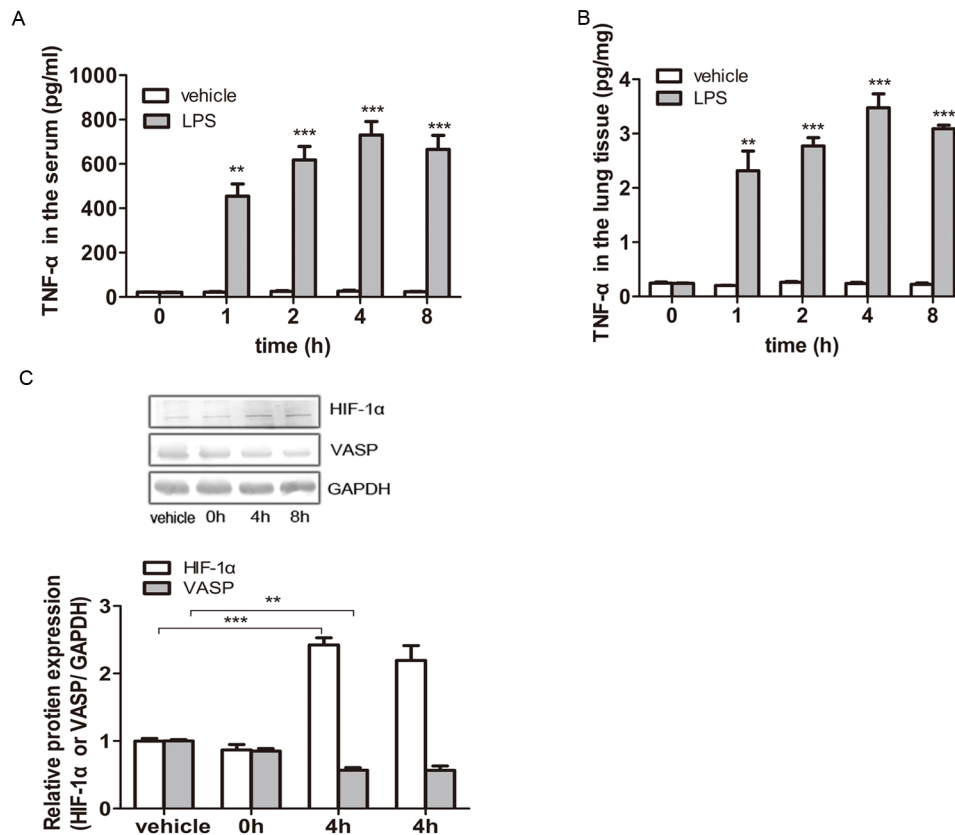 A
TNF-α in the serum (pg/ml)
1000
800
600
400
200
0
vehicle
LPS
**
***
***
***
0 1 2 4 8
time (h)
B
TNF-α in the lung tissue (pg/mg)
4
3
2
1
0
vehicle
LPS
**
***
***
***
0 1 2 4 8
time (h)
C
HIF-1α
VASP
GAPDH
vehicle 0h 4h 8h
HIF-1α
VASP
Relative protien expression
(HIF-1α or VASP/ GAPDH)
3
2
1
0
**
***
vehicle 0h 4h 4h